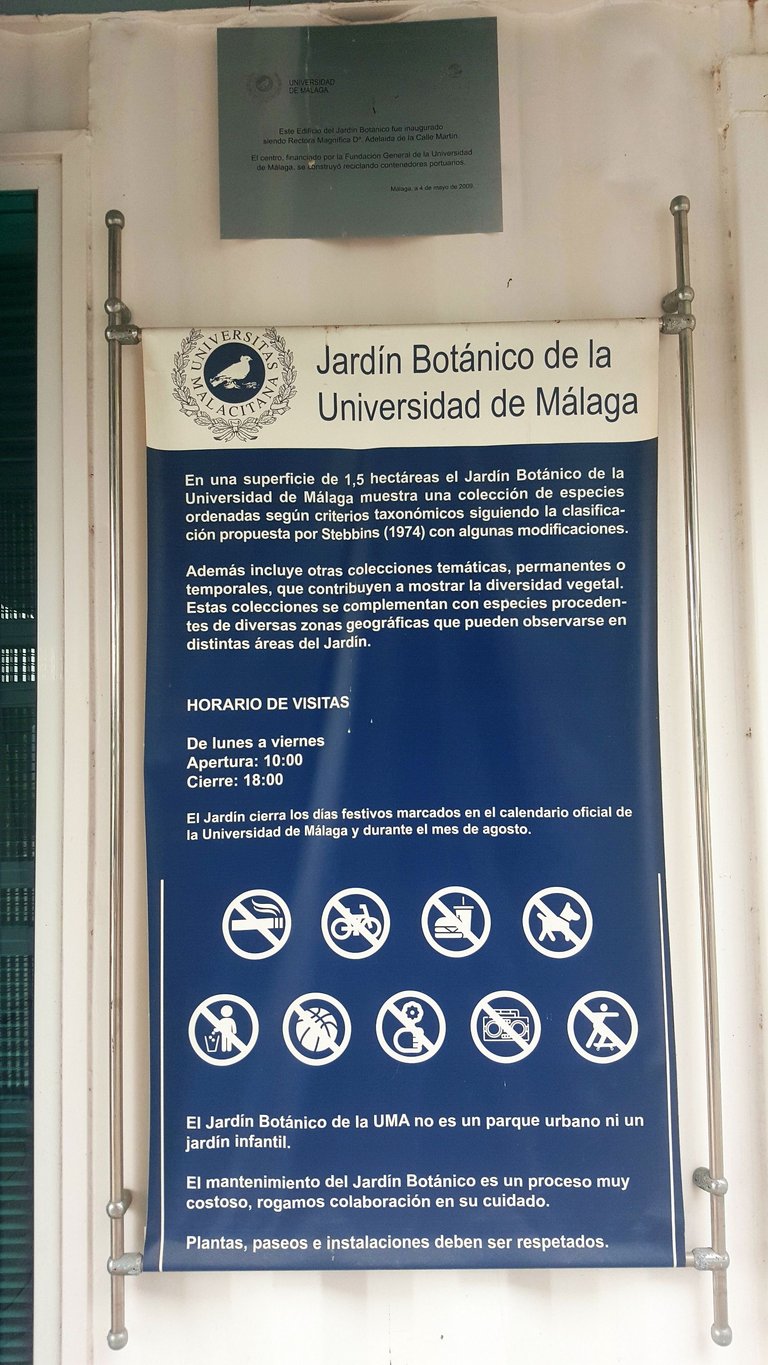 UNIVERSIDAD
DE MÁLAGA
Este Edificio del Jardín Botánico fue inaugurado
siendo Rectora Magnífica Dª. Adelaida de la Calle Martín.
El centro, financiado por la Fundación General de la Universidad
de Málaga, se construyó reciclando contenedores portuarios.
Málaga, a 4 de mayo de 2009.
UNIVERSITAS MALACITANA
Jardín Botánico de la
Universidad de Málaga
En una superficie de 1,5 hectáreas el Jardín Botánico de la
Universidad de Málaga muestra una colección de especies
ordenadas según criterios taxonómicos siguiendo la clasifica-
ción propuesta por Stebbins (1974) con algunas modificaciones.
Además incluye otras colecciones temáticas, permanentes o
temporales, que contribuyen a mostrar la diversidad vegetal.
Estas colecciones se complementan con especies proceden-
tes de diversas zonas geográficas que pueden observarse en
distintas áreas del Jardín.
HORARIO DE VISITAS
De lunes a viernes
Apertura: 10:00
Cierre: 18:00
El Jardín cierra los días festivos marcados en el calendario oficial de
la Universidad de Málaga y durante el mes de agosto.
El Jardín Botánico de la UMA no es un parque urbano ni un
jardín infantil.
El mantenimiento del Jardín Botánico es un proceso muy
costoso, rogamos colaboración en su cuidado.
Plantas, paseos e instalaciones deben ser respetados.